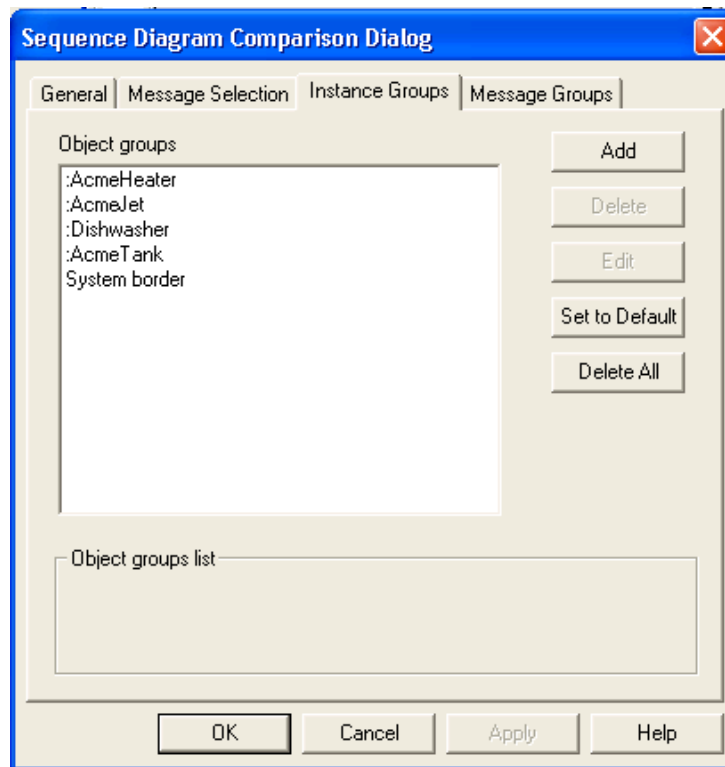 Sequence Diagram Comparison Dialog
General
Message Selection
Instance Groups
Message Groups
Object groups
:AcmeHeater
:AcmeJet
:Dishwasher
:AcmeTank
System border
Add
Delete
Edit
Set to Default
Delete All
Object groups list
OK
Cancel
Apply
Help